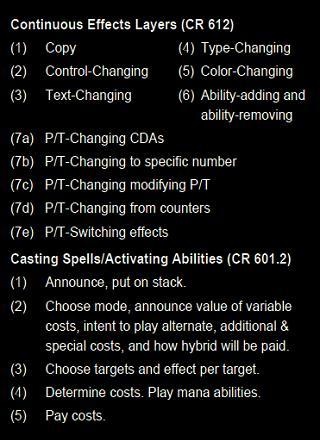 Continuous Effects Layers (CR 612)
(1) Copy (4) Type-Changing
(2) Control-Changing (5) Color-Changing
(3) Text-Changing (6) Ability-adding and
ability-removing
(7a) P/T-Changing CDAs
(7b) P/T-Changing to specific number
(7c) P/T-Changing modifying P/T
(7d) P/T-Changing from counters
(7e) P/T-Switching effects
Casting Spells/Activating Abilities (CR 601.2)
(1) Announce, put on stack.
(2) Choose mode, announce value of variable
costs, intent to play alternate, additional &
special costs, and how hybrid will be paid.
(3) Choose targets and effect per target.
(4) Determine costs. Play mana abilities.
(5) Pay costs.